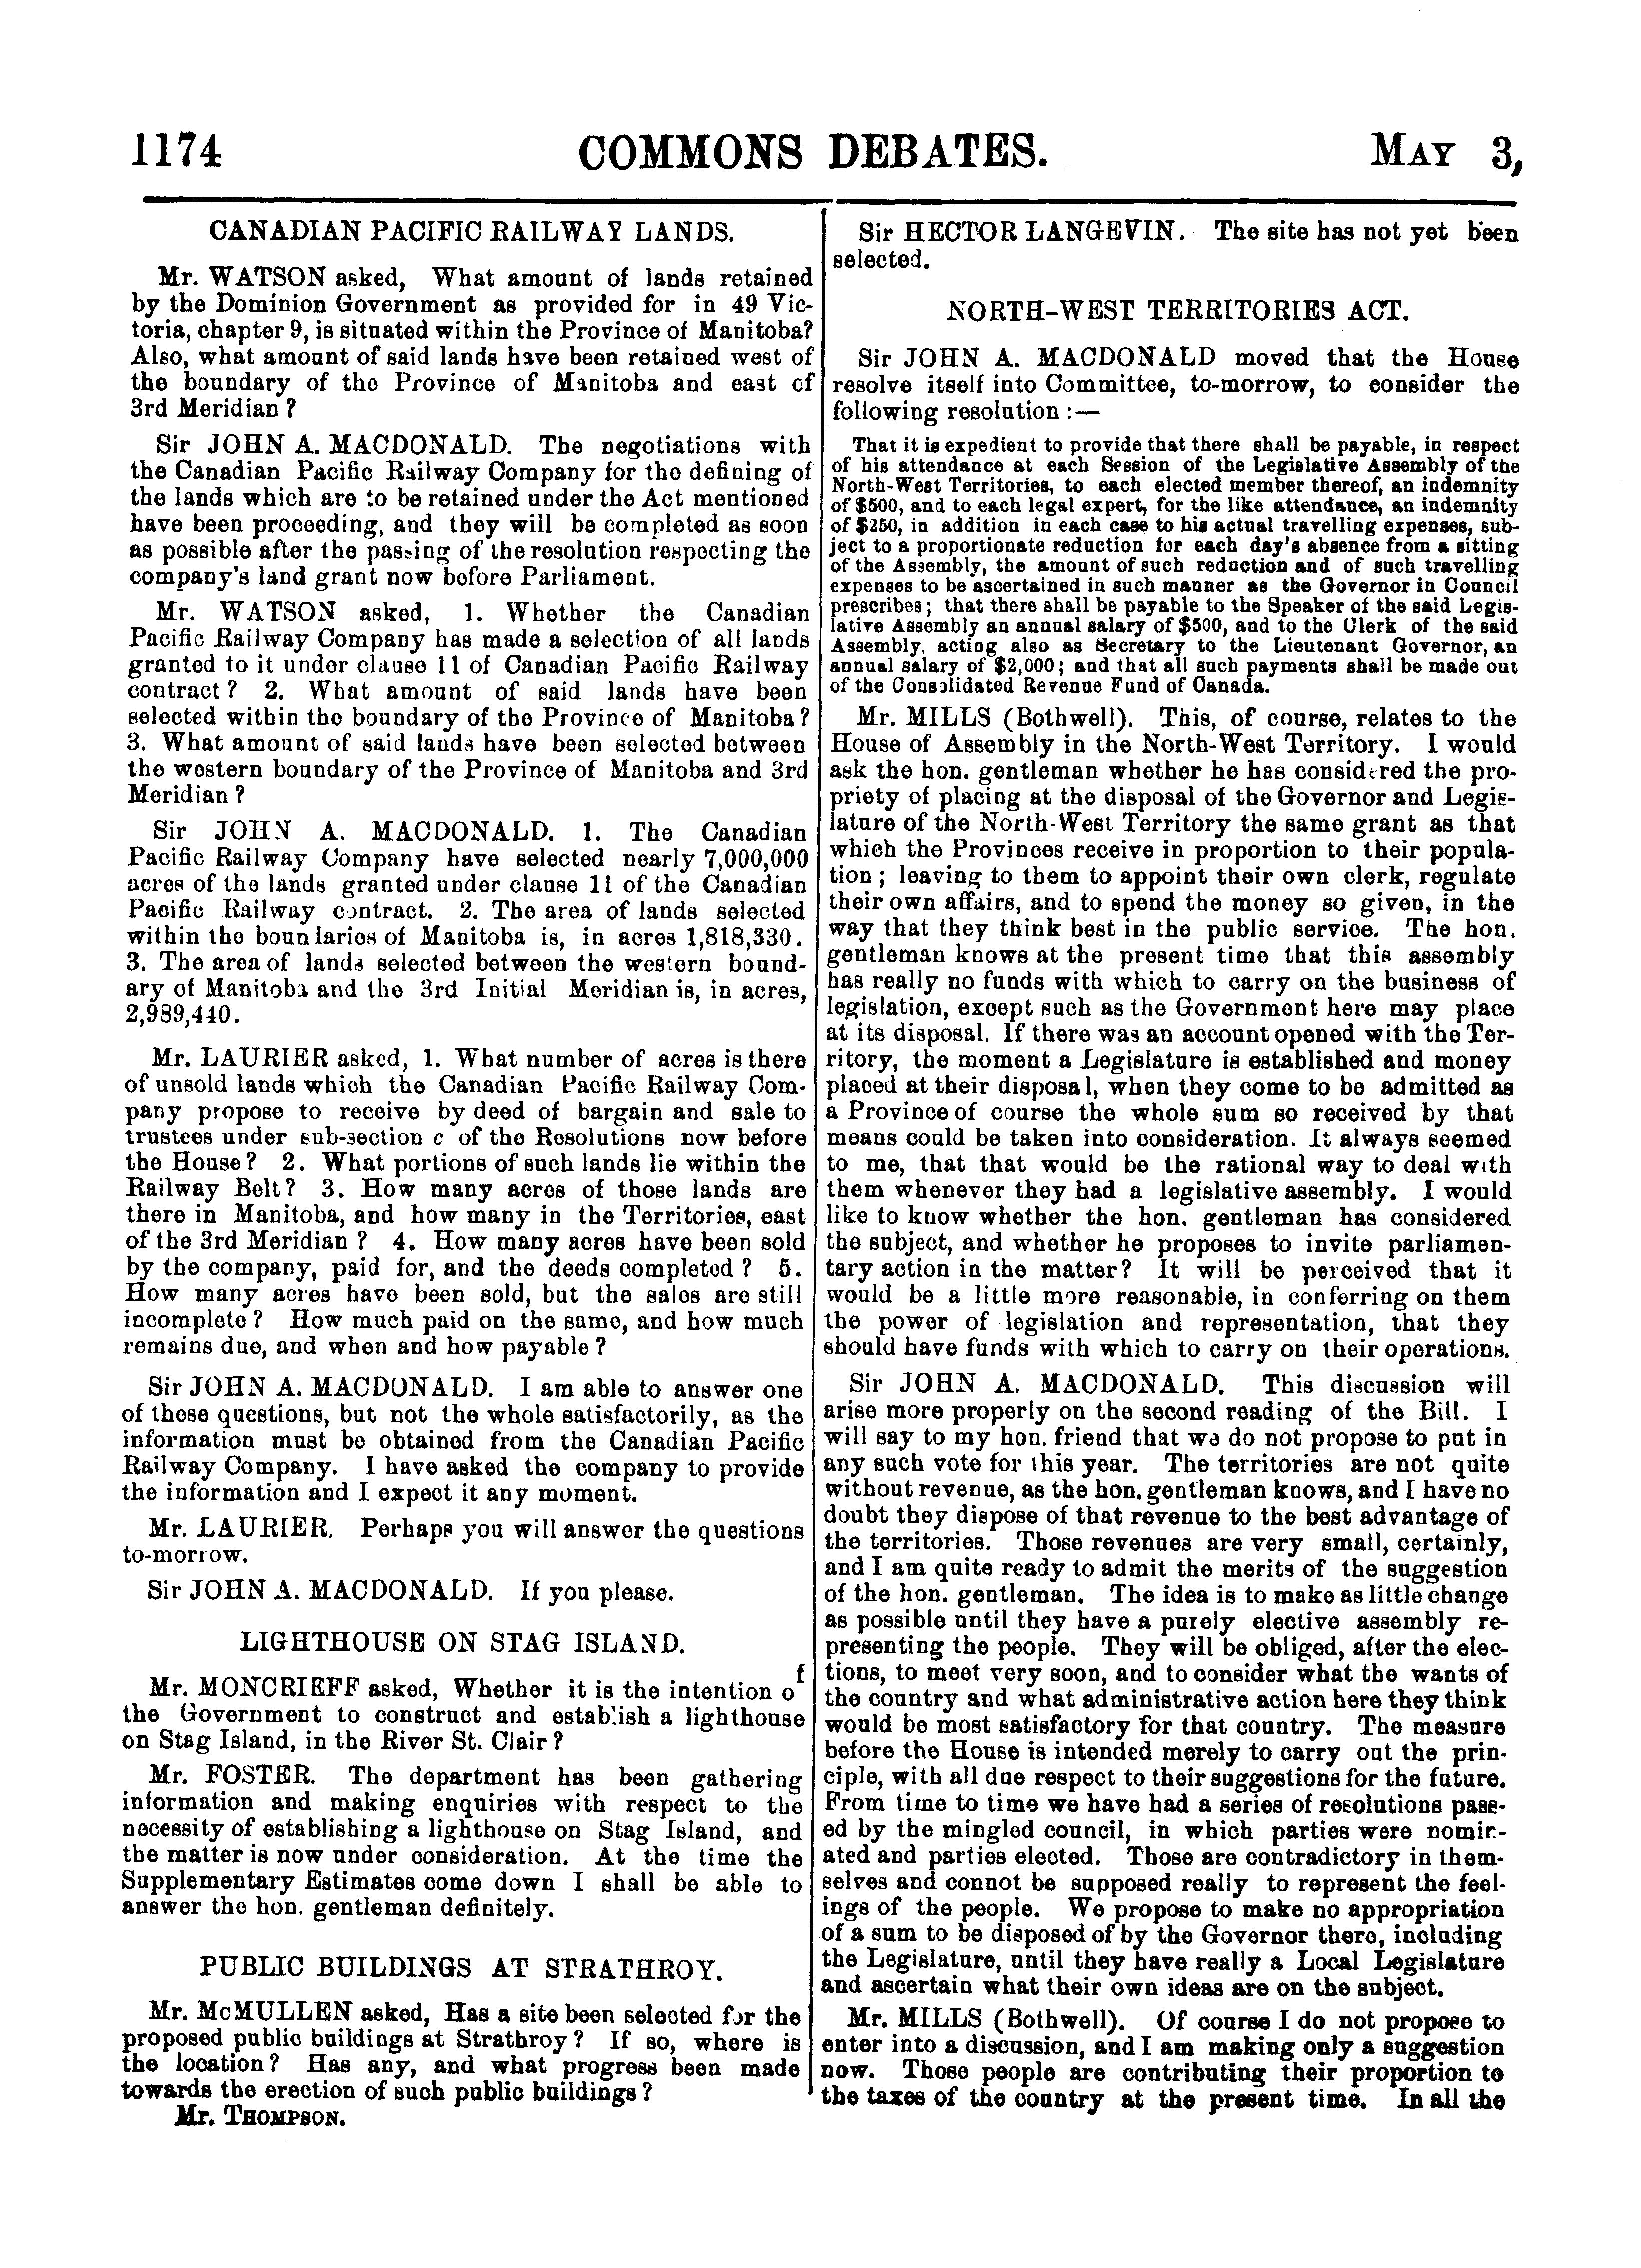 1174 COMMONS DEBATES. MAY 3,
CANADIAN PACIFIC RAILWAY LANDS.
Mr. WATSON asked, What amount of lands retained
by the Dominion Government as provided for in 49 Vic-
toria, chapter 9, is situated within the Province of Manitoba?
Also, what amount of said lands have been retained west of
the boundary of the Province of Manitoba and east of
3rd Meridian?
Sir JOHN A. MACDONALD. The negotiations with
the Canadian Pacific Railway Company for the defining of
the lands which are to be retained under the Act mentioned
have been proceeding, and they will be completed as soon
as possible after the passing of the resolution respecting the
company's land grant now before Parliament.
Mr. WATSON asked, 1. Whether the Canadian
Pacific Railway Company has made a selection of all lands
granted to it under clause 11 of Canadian Pacific Railway
contract? 2. What amount of said lands have been
selected within the boundary of the Province of Manitoba?
3. What amount of said lands have been selected between
the western boundary of the Province of Manitoba and 3rd
Meridian?
Sir JOHN A. MACDONALD. 1. The Canadian
Pacific Railway Company have selected nearly 7,000,000
acres of the lands granted under clause 11 of the Canadian
Pacific Railway contract. 2. The area of lands selected
within the boundaries of Manitoba is, in acres 1,818,330.
3. The area of lands selected between the western bound-
ary of Manitoba and the 3rd Initial Meridian is, in acres,
2,989,440.
Mr. LAURIER asked, 1. What number of acres is there
of unsold lands which the Canadian Pacific Railway Com-
pany propose to receive by deed of bargain and sale to
trustees under sub-section c of the Resolutions now before
the House? 2. What portions of such lands lie within the
Railway Belt? 3. How many acres of those lands are
there in Manitoba, and how many in the Territories, east
of the 3rd Meridian? 4. How many acres have been sold
by the company, paid for, and the deeds completed? 5.
How many acres have been sold, but the sales are still
incomplete? How much paid on the same, and how much
remains due, and when and how payable?
Sir JOHN A. MACDONALD. I am able to answer one
of these questions, but not the whole satisfactorily, as the
information must be obtained from the Canadian Pacific
Railway Company. I have asked the company to provide
the information and I expect it any moment.
Mr. LAURIER. Perhaps you will answer the questions
to-morrow.
Sir JOHN A. MACDONALD. If you please.
LIGHTHOUSE ON STAG ISLAND.
Mr. MONCRIEFF asked, Whether it is the intention of
the Government to construct and establish a lighthouse
on Stag Island, in the River St. Clair?
Mr. FOSTER. The department has been gathering
information and making enquiries with respect to the
necessity of establishing a lighthouse on Stag Island, and
the matter is now under consideration. At the time the
Supplementary Estimates come down I shall be able to
answer the hon. gentleman definitely.
PUBLIC BUILDINGS AT STRATHROY.
Mr. McMULLEN asked, Has a site been selected for the
proposed public buildings at Strathroy? If so, where is
the location? Has any, and what progress been made
towards the erection of such public buildings?
Mr. THOMPSON.
Sir HECTOR LANGEVIN. The site has not yet been
selected.
NORTH-WEST TERRITORIES ACT.
Sir JOHN A. MACDONALD moved that the House
resolve itself into Committee, to-morrow, to consider the
following resolution:—
That it is expedient to provide that there shall be payable, in respect
of his attendance at each Session of the Legislative Assembly of the
North-West Territories, to each elected member thereof, an indemnity
of $500, and to each legal expert, for the like attendance, an indemnity
of $250, in addition in each case to his actual travelling expenses, sub-
ject to a proportionate reduction for each day's absence from a sitting
of the Assembly, the amount of such reduction and of such travelling
expenses to be ascertained in such manner as the Governor in Council
prescribes; that there shall be payable to the Speaker of the said Legis-
lative Assembly an annual salary of $500, and to the Clerk of the said
Assembly, acting also as Secretary to the Lieutenant Governor, an
annual salary of $2,000; and that all such payments shall be made out
of the Consolidated Revenue Fund of Canada.
Mr. MILLS (Bothwell). This, of course, relates to the
House of Assembly in the North-West Territory. I would
ask the hon. gentleman whether he has considered the pro-
priety of placing at the disposal of the Governor and Legis-
lature of the North-West Territory the same grant as that
which the Provinces receive in proportion to their popula-
tion; leaving to them to appoint their own clerk, regulate
their own affairs, and to spend the money so given, in the
way that they think best in the public service. The hon.
gentleman knows at the present time that this assembly
has really no funds with which to carry on the business of
legislation, except such as the Government here may place
at its disposal. If there was an account opened with the Ter-
ritory, the moment a Legislature is established and money
placed at their disposal, when they come to be admitted as
a Province of course the whole sum so received by that
means could be taken into consideration. It always seemed
to me, that that would be the rational way to deal with
them whenever they had a legislative assembly. I would
like to know whether the hon. gentleman has considered
the subject, and whether he proposes to invite parliamen-
tary action in the matter? It will be perceived that it
would be a little more reasonable, in conferring on them
the power of legislation and representation, that they
should have funds with which to carry on their operations.
Sir JOHN A. MACDONALD. This discussion will
arise more properly on the second reading of the Bill. I
will say to my hon. friend that we do not propose to put in
any such vote for this year. The territories are not quite
without revenue, as the hon. gentleman knows, and I have no
doubt they dispose of that revenue to the best advantage of
the territories. Those revenues are very small, certainly,
and I am quite ready to admit the merits of the suggestion
of the hon. gentleman. The idea is to make as little change
as possible until they have a purely elective assembly re-
presenting the people. They will be obliged, after the elec-
tions, to meet very soon, and to consider what the wants of
the country and what administrative action here they think
would be most satisfactory for that country. The measure
before the House is intended merely to carry out the prin-
ciple, with all due respect to their suggestions for the future.
From time to time we have had a series of resolutions pass-
ed by the mingled council, in which parties were nomin-
ated and parties elected. Those are contradictory in them-
selves and connot be supposed really to represent the feel-
ings of the people. We propose to make no appropriation
of a sum to be disposed of by the Governor there, including
the Legislature, until they have really a Local Legislature
and ascertain what their own ideas are on the subject.
Mr. MILLS (Bothwell). Of course I do not propose to
enter into a discussion, and I am making only a suggestion
now. Those people are contributing their proportion to
the taxes of the country at the present time. In all the